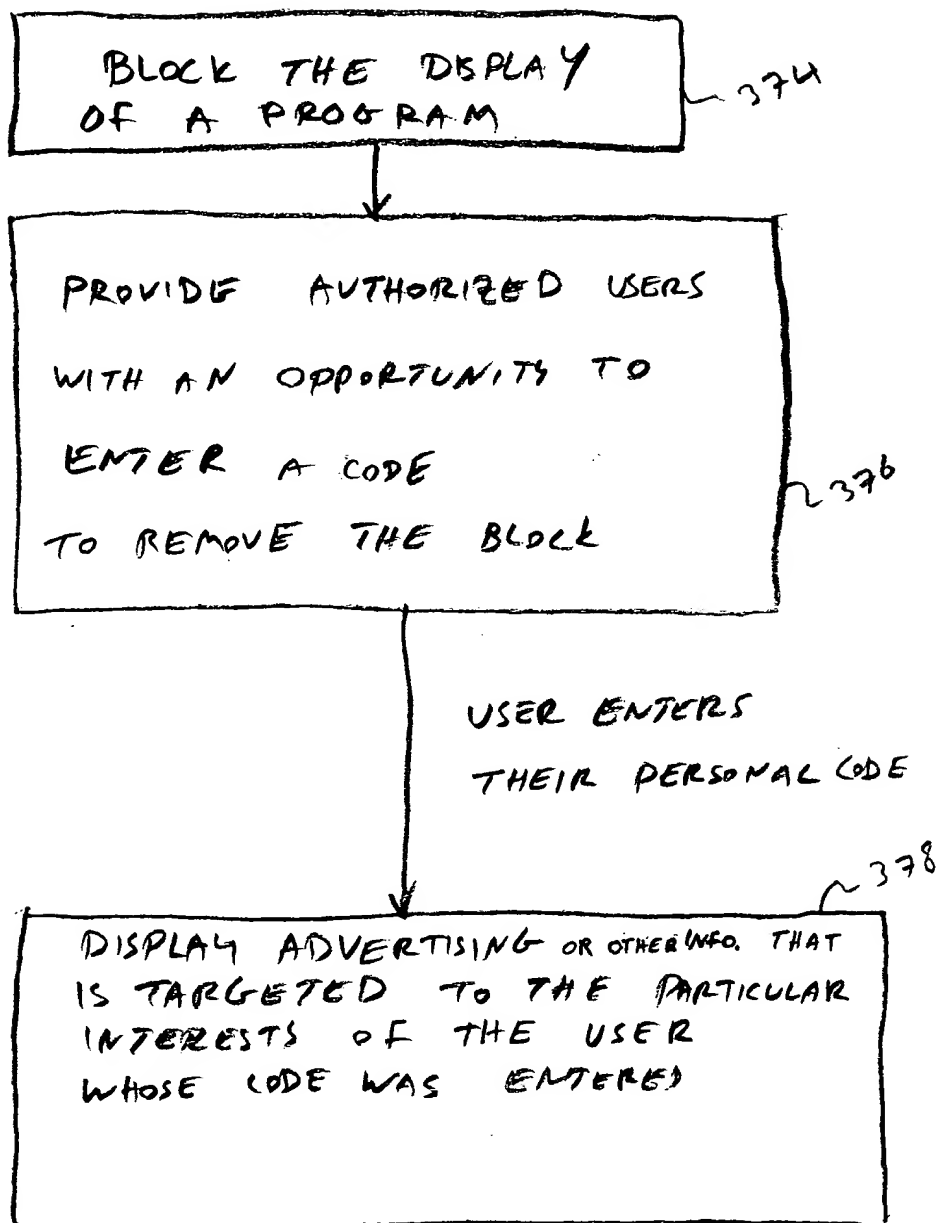 BLOCK THE DISPLAY
OF A PROGRAM
374
PROVIDE AUTHORIZED USERS
WITH AN OPPORTUNITY TO
ENTER A CODE
TO REMOVE THE BLOCK
376
USER ENTERS
THEIR PERSONAL CODE
378
DISPLAY ADVERTISING OR OTHER INFO. THAT
IS TARGETED TO THE PARTICULAR
INTERESTS OF THE USER
WHOSE CODE WAS ENTERED